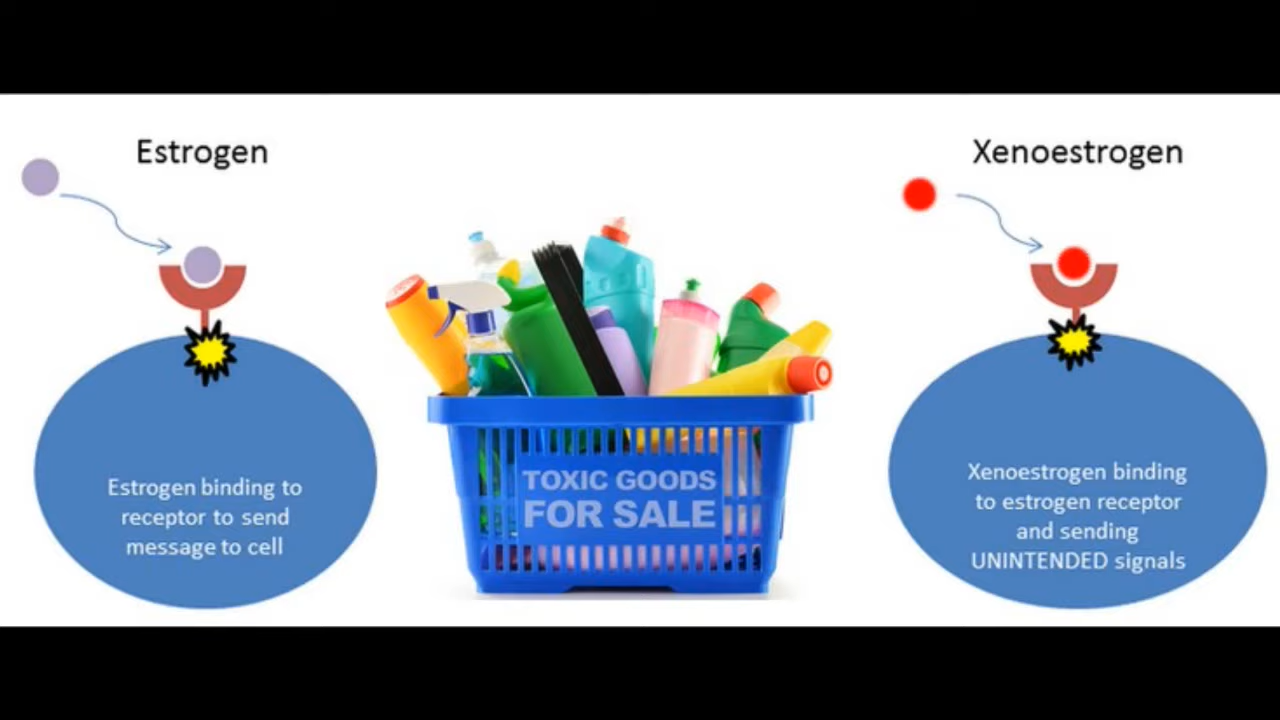 Estrogen
Estrogen binding to
receptor to send
message to cell
TOXIC GOODS
FOR SALE
Xenoestrogen
Xenoestrogen binding
to estrogen receptor
and sending
UNINTENDED signals